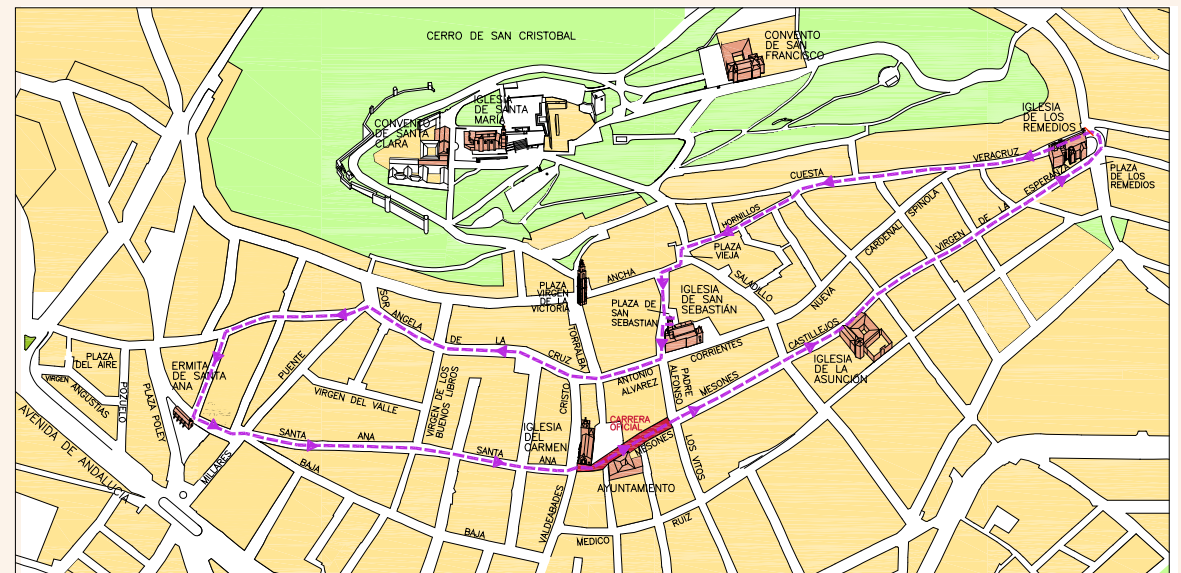 CERRO DE SAN CRISTOBAL
CONVENTO
DE SAN
FRANCISCO
IGLESIA
DE SANTA
MARÍA
CONVENTO
DE SANTA
CLARA
IGLESIA
DE LOS
REMEDIOS
VERACRUZ
CUESTA
PLAZA
DE LOS
REMEDIOS
ESPERANZA
LA
DE
VIRGEN
SPINOLA
CARDENAL
HORNILLOS
PLAZA
VIEJA
SALADILLO
NUEVA
ANCHA
PLAZA
VIRGEN
DE LA
VICTORIA
PLAZA DE
SAN
SEBASTIAN
IGLESIA
DE SAN
SEBASTIÁN
SOR
ANGELA
DE
LA
CRUZ
TORRALBA
CORRIENTES
CASTILLEJOS
IGLESIA
DE LA
ASUNCIÓN
ANTONIO
ALVAREZ
PADRE
ALFONSO
MESONES
PLAZA
DEL AIRE
VIRGEN
ANGUSTIAS
POZUELO
PLAZA POLEY
ERMITA
DE SANTA
ANA
PUENTE
VIRGEN DEL VALLE
VIRGEN DE LOS
BUENOS LIBROS
CRISTO
IGLESIA
DEL
CARMEN
CARRERA
OFICIAL
MESONES
AYUNTAMIENTO
LOS VITOS
SANTA
ANA
SANTA
ANA
AVENIDA DE ANDALUCIA
MILLARES
BAJA
BAJA
VALDEABADES
MEDICO
RUIZ